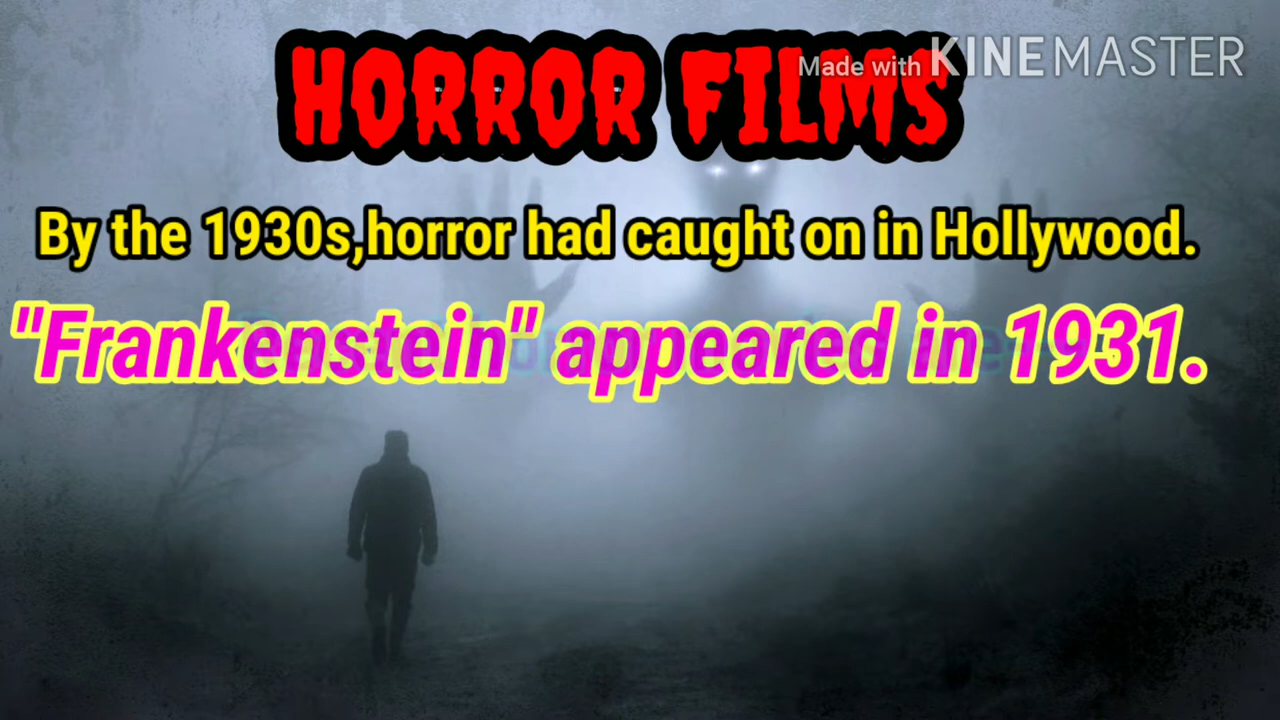 HORROR FILMS
Made with KINEMASTER
By the 1930s,horror had caught on in Hollywood.
"Frankenstein" appeared in 1931.